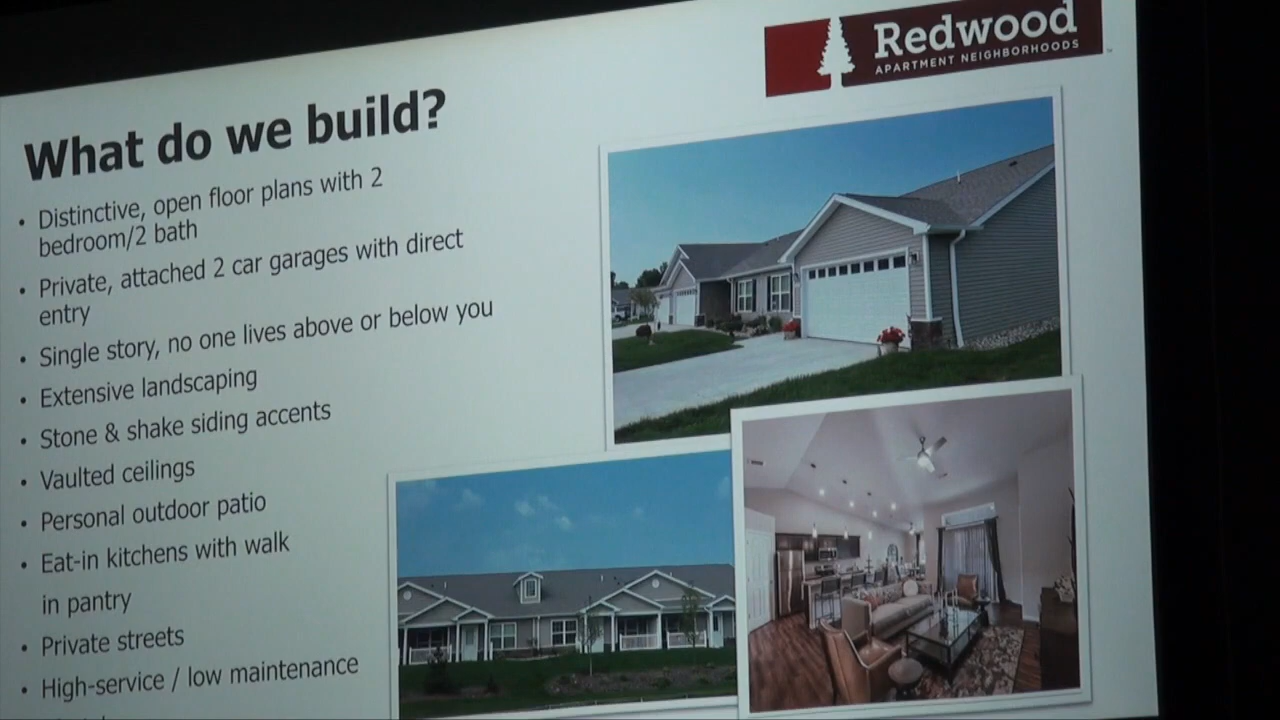 Redwood
APARTMENT NEIGHBORHOODS
What do we build?
• Distinctive, open floor plans with 2
bedroom/2 bath
• Private, attached 2 car garages with direct
entry
• Single story, no one lives above or below you
• Extensive landscaping
• Stone & shake siding accents
• Vaulted ceilings
• Personal outdoor patio
• Eat-in kitchens with walk
in pantry
• Private streets
• High-service / low maintenance